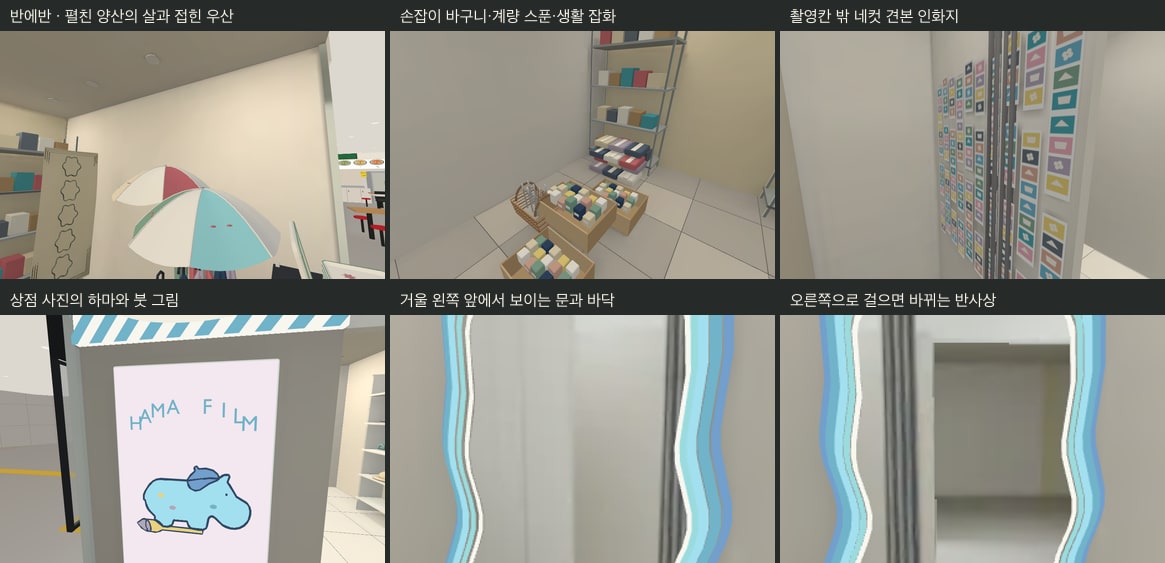 반에반 · 펼친 양산의 살과 접힌 우산
손잡이 바구니·계량 스푼·생활 잡화
촬영칸 밖 네컷 견본 인화지
상점 사진의 하마와 붓 그림
거울 왼쪽 앞에서 보이는 문과 바닥
오른쪽으로 걸으면 바뀌는 반사상
HAMA FILM